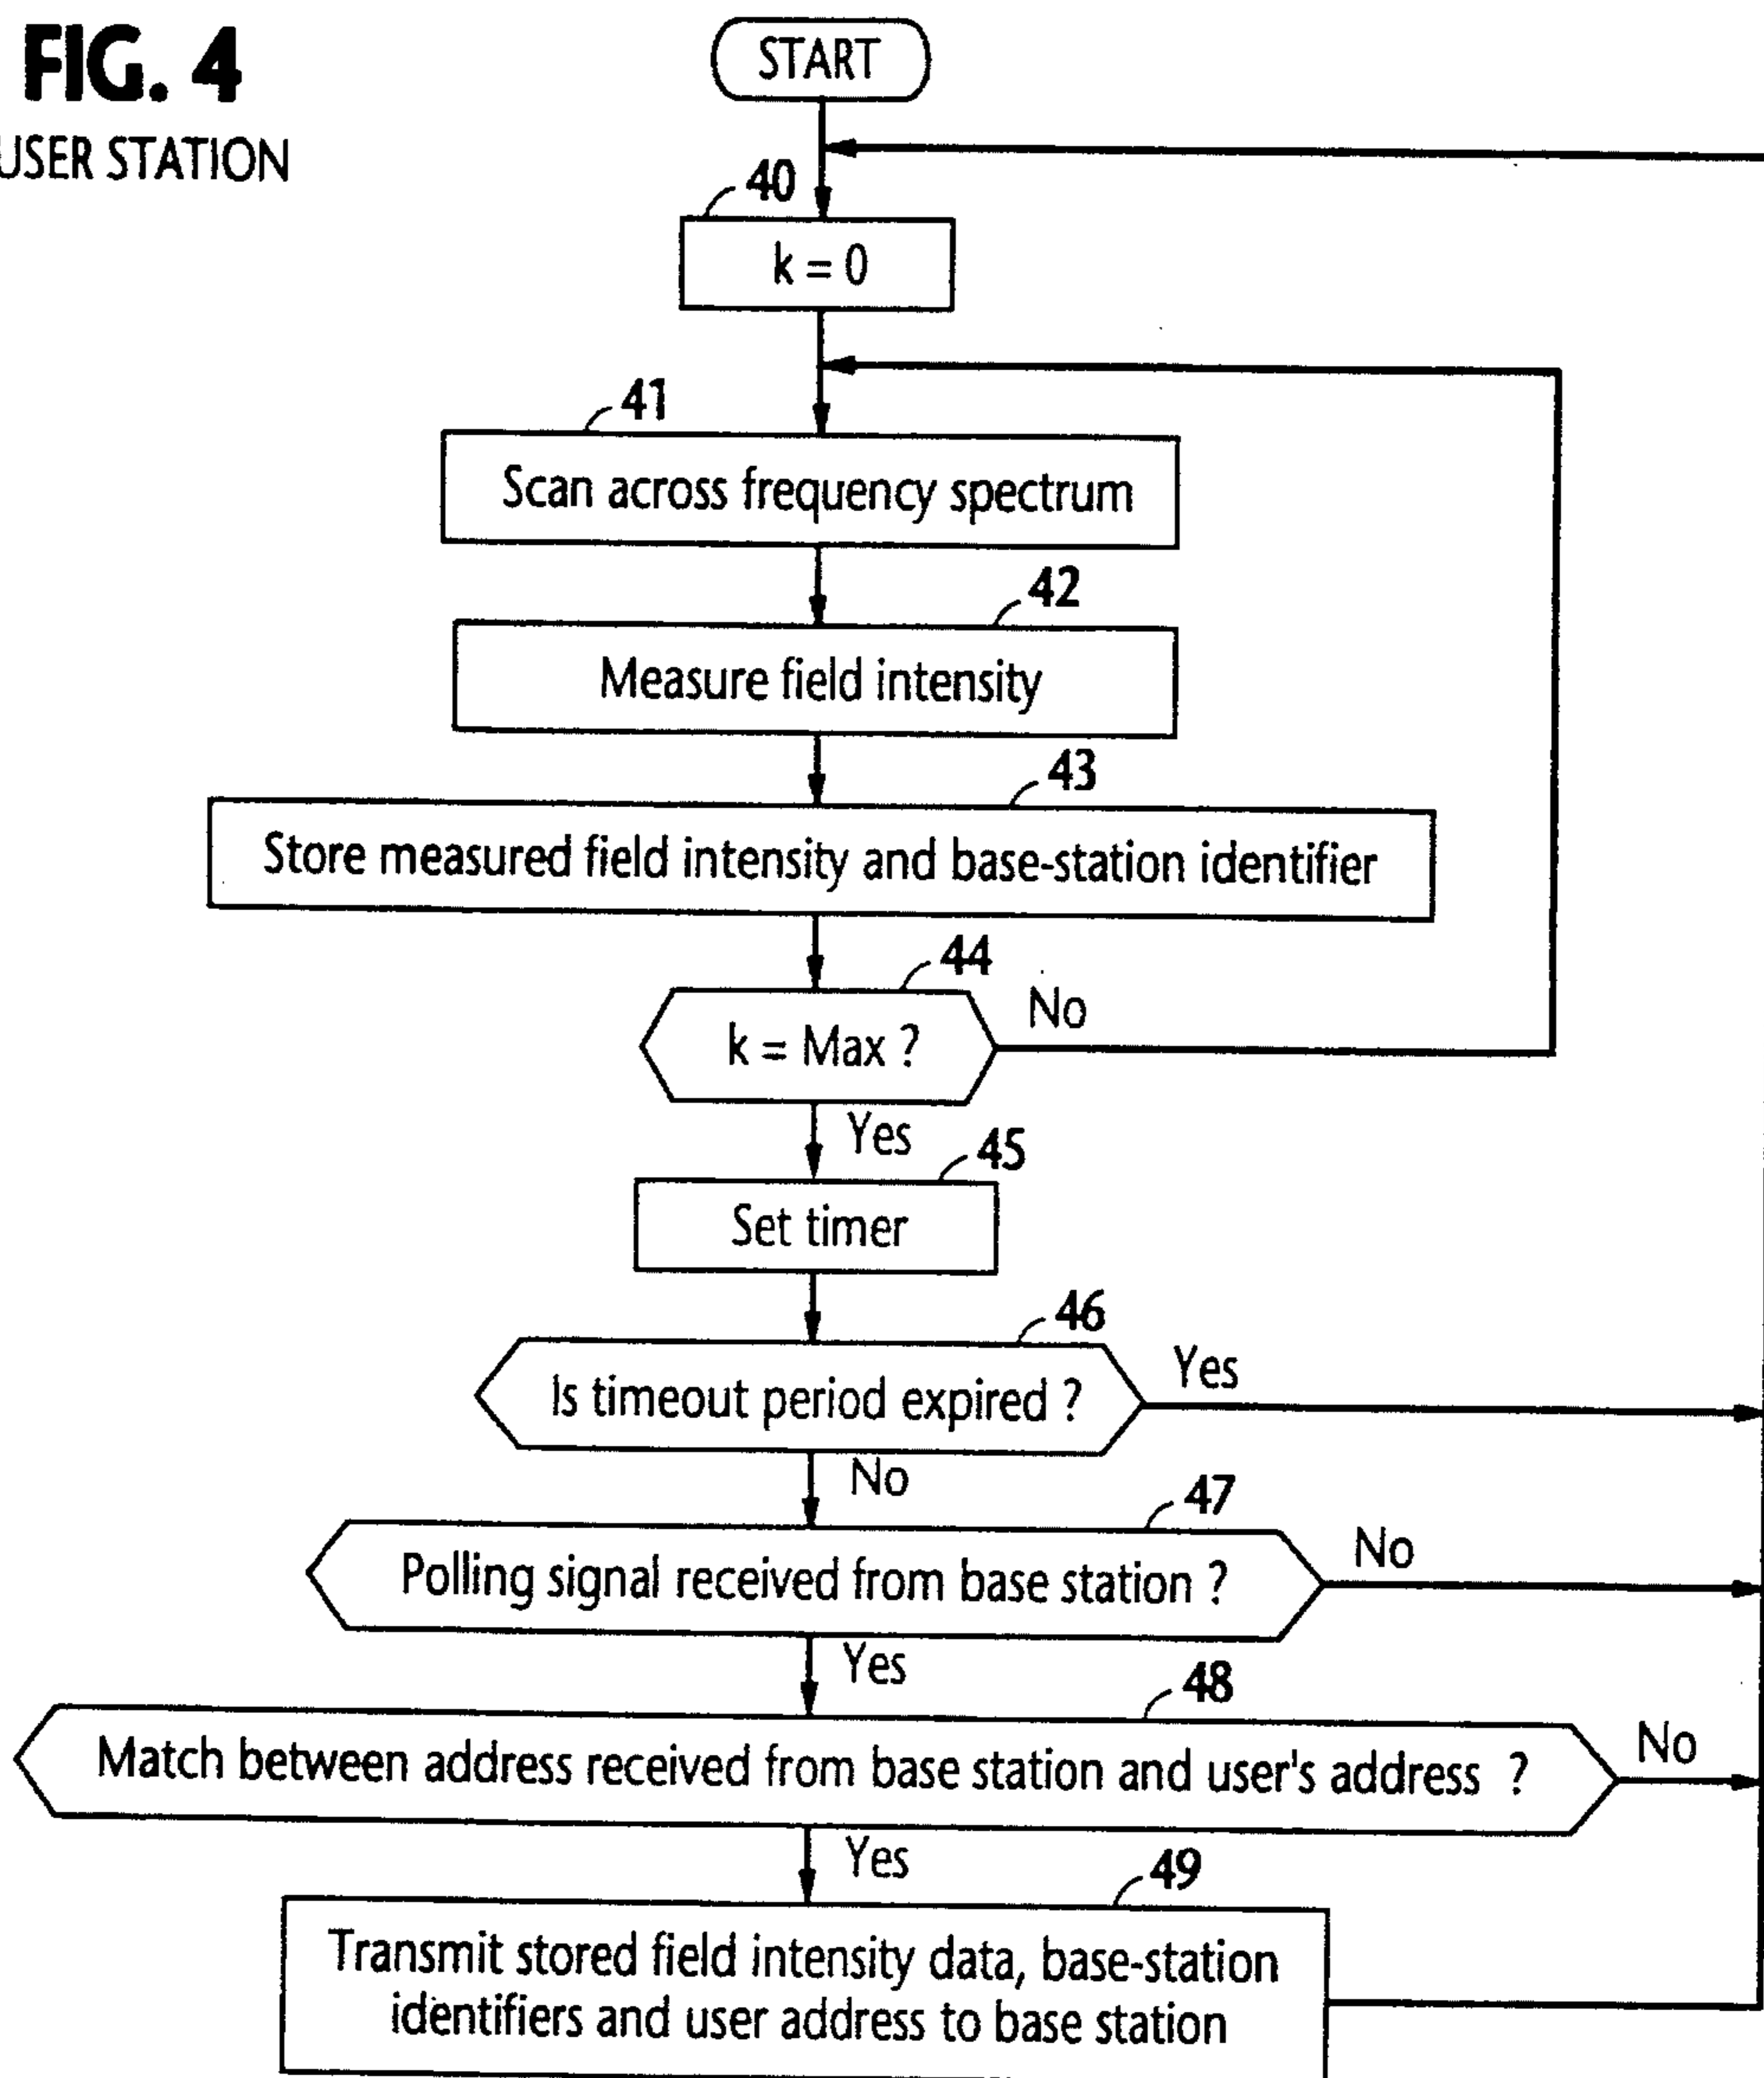 FIG. 4
USER STATION
START
40
k = 0
41
Scan across frequency spectrum
42
Measure field intensity
43
Store measured field intensity and base-station identifier
44
k = Max ?
No
Yes
45
Set timer
46
Is timeout period expired ?
Yes
No
47
Polling signal received from base station ?
No
Yes
48
Match between address received from base station and user's address ?
No
Yes
49
Transmit stored field intensity data, base-station
identifiers and user address to base station